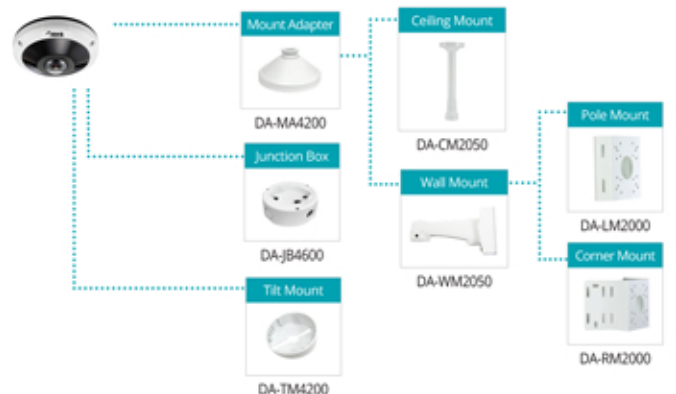 Mount Adapter
DA-MA4200
Ceiling Mount
DA-CM2050
Junction Box
DA-JB4600
Wall Mount
DA-WM2050
Pole Mount
DA-LM2000
Corner Mount
DA-RM2000
Tilt Mount
DA-TM4200